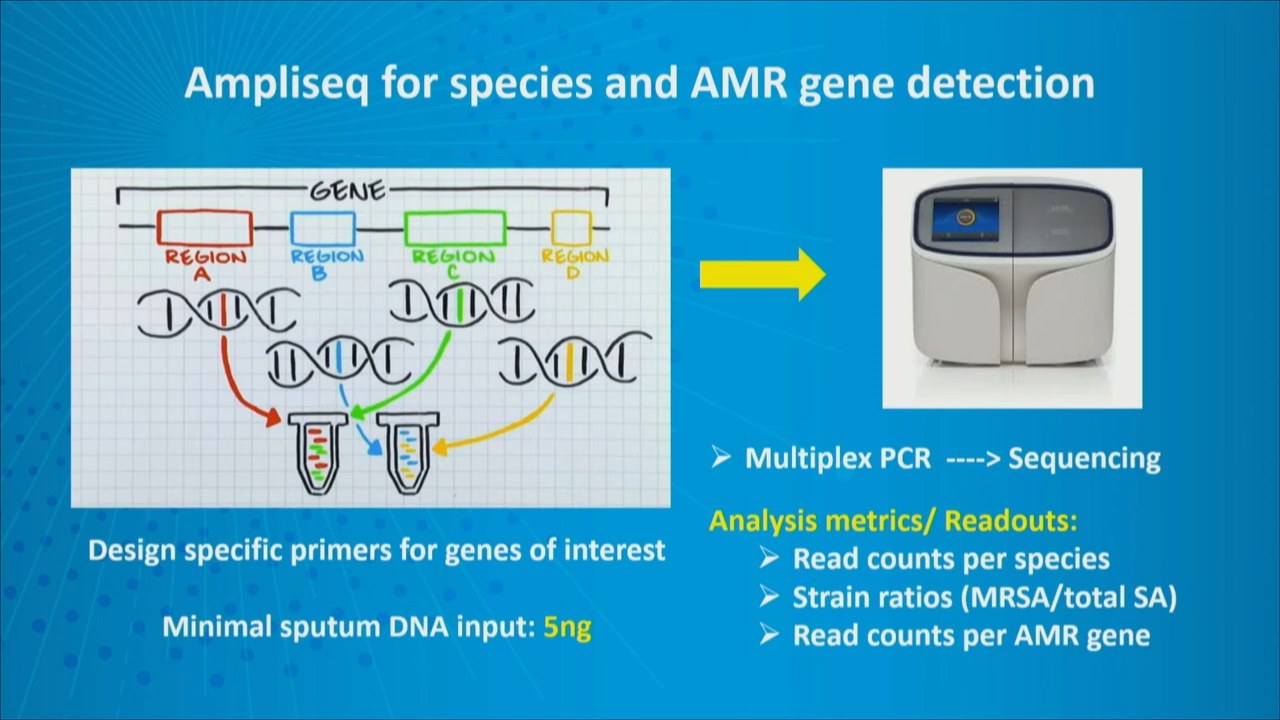 Ampliseq for species and AMR gene detection
GENE
REGION A
REGION B
REGION C
REGION D
Design specific primers for genes of interest
Minimal sputum DNA input: 5ng
➢ Multiplex PCR ----> Sequencing
Analysis metrics/ Readouts:
➢ Read counts per species
➢ Strain ratios (MRSA/total SA)
➢ Read counts per AMR gene